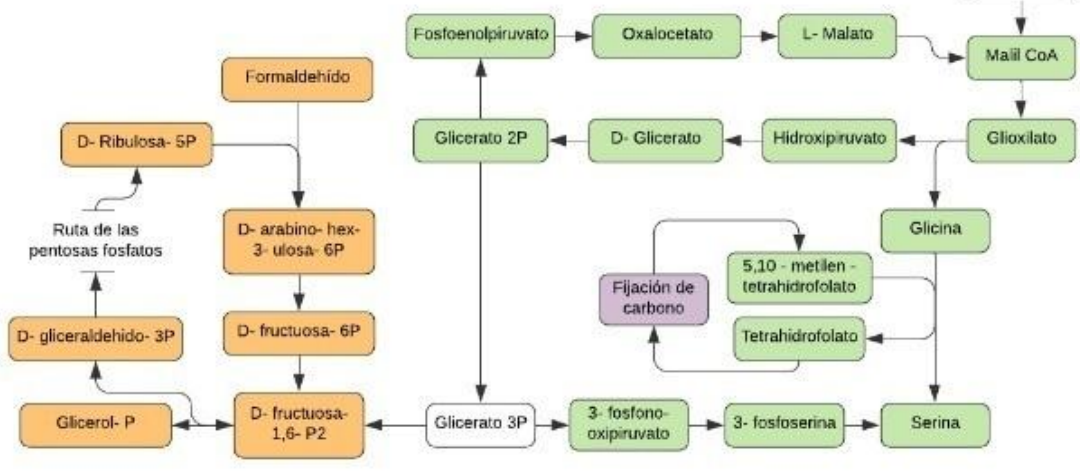 Fosfoenolpiruvato
Oxalocetato
L- Malato
Malil CoA
Formaldehído
D- Ribulosa- 5P
Glicerato 2P
D- Glicerato
Hidroxipiruvato
Glioxilato
Ruta de las
pentosas fosfatos
D- arabino- hex-
3- ulosa- 6P
Glicina
5,10 - metilen -
tetrahidrofolato
Fijación de
carbono
D- gliceraldehido- 3P
D- fructuosa- 6P
Tetrahidrofolato
Glicerol- P
D- fructuosa-
1,6- P2
Glicerato 3P
3- fosfono-
oxipiruvato
3- fosfoserina
Serina